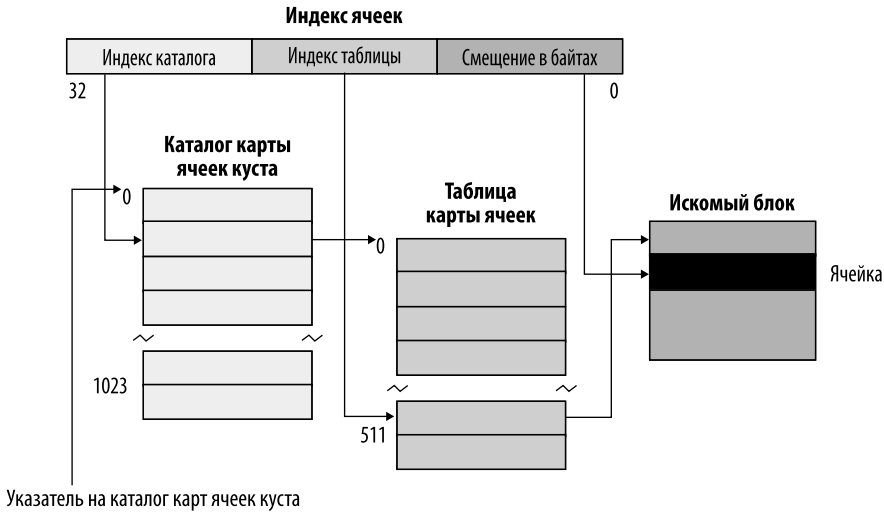 Индекс ячеек
Индекс каталога
Индекс таблицы
Смещение в байтах
32
0
Каталог карты
ячеек куста
0
1023
Таблица
карты ячеек
0
511
Искомый блок
Ячейка
Указатель на каталог карт ячеек куста